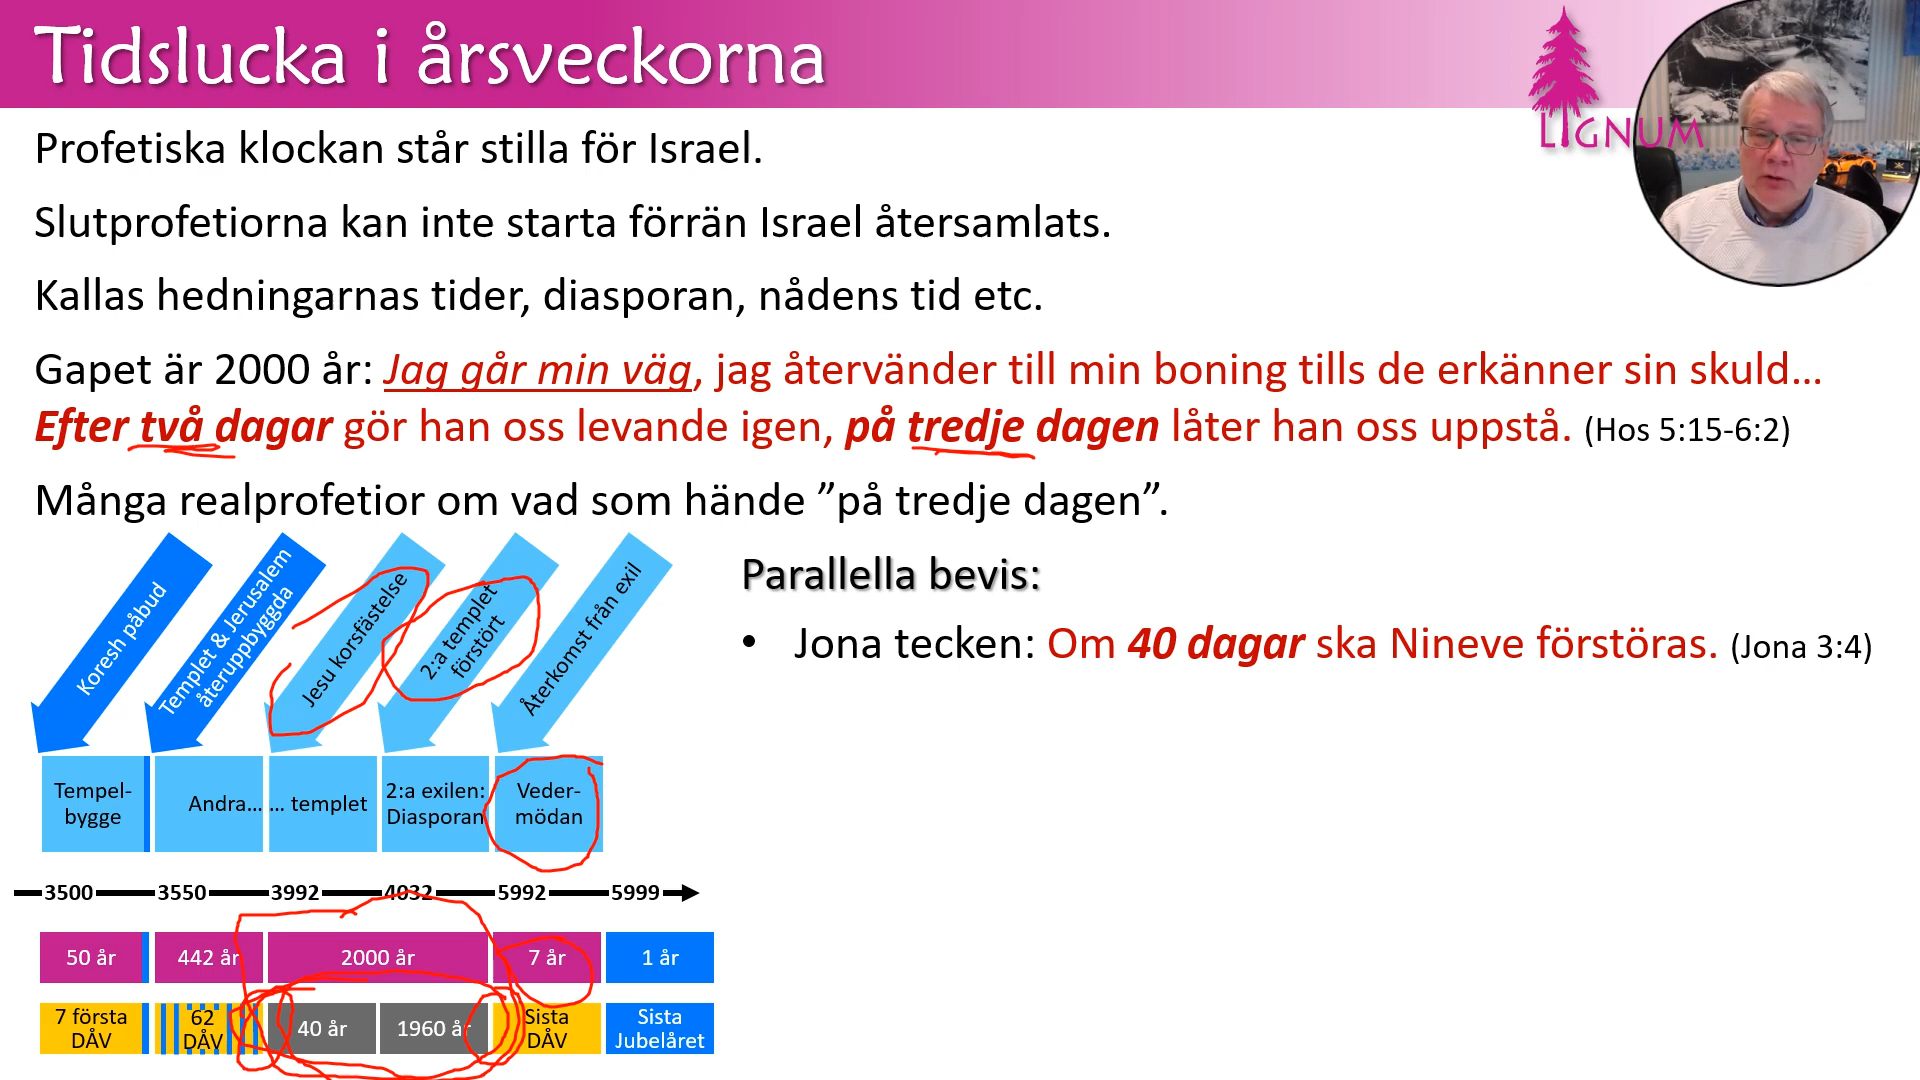 Tidslucka i årsveckorna
LIGNUM
Profetiska klockan står stilla för Israel.
Slutprofetiorna kan inte starta förrän Israel återsamlats.
Kallas hedningarnas tider, diasporan, nådens tid etc.
Gapet är 2000 år: Jag går min väg, jag återvänder till min boning tills de erkänner sin skuld...
Efter två dagar gör han oss levande igen, på tredje dagen låter han oss uppstå. (Hos 5:15-6:2)
Många realprofetior om vad som hände ”på tredje dagen”.
Koresh påbud
Templet & Jerusalem
återuppbyggda
Jesu korsfästelse
2:a templet
förstört
Återkomst från exil
Tempel-
bygge
Andra... ... templet
2:a exilen:
Diasporan
Veder-
mödan
3500 3550 3992 4032 5992 5999
50 år 442 år 2000 år 7 år 1 år
7 första
DÅV
62
DÅV
40 år
1960 år
Sista
DÅV
Sista
Jubelåret
Parallella bevis:
• Jona tecken: Om 40 dagar ska Nineve förstöras. (Jona 3:4)